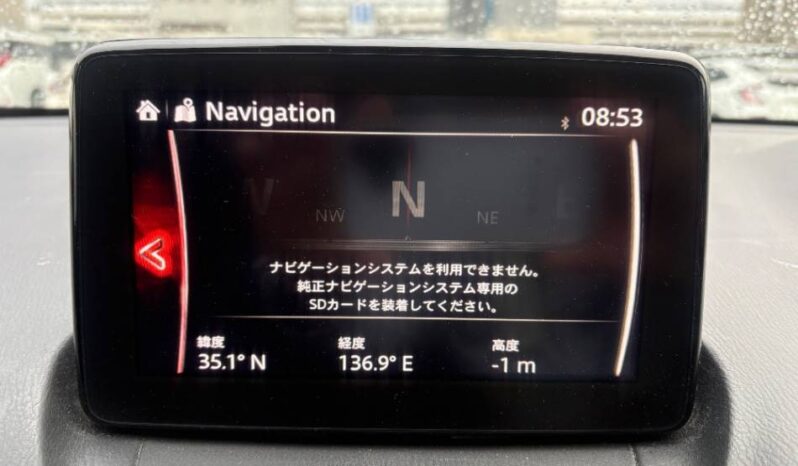 Navigation 08:53
W N E
NW NE
ナビゲーションシステムを利用できません。
純正ナビゲーションシステム専用の
SDカードを装着してください。
緯度 経度 高度
35.1° N 136.9° E -1 m